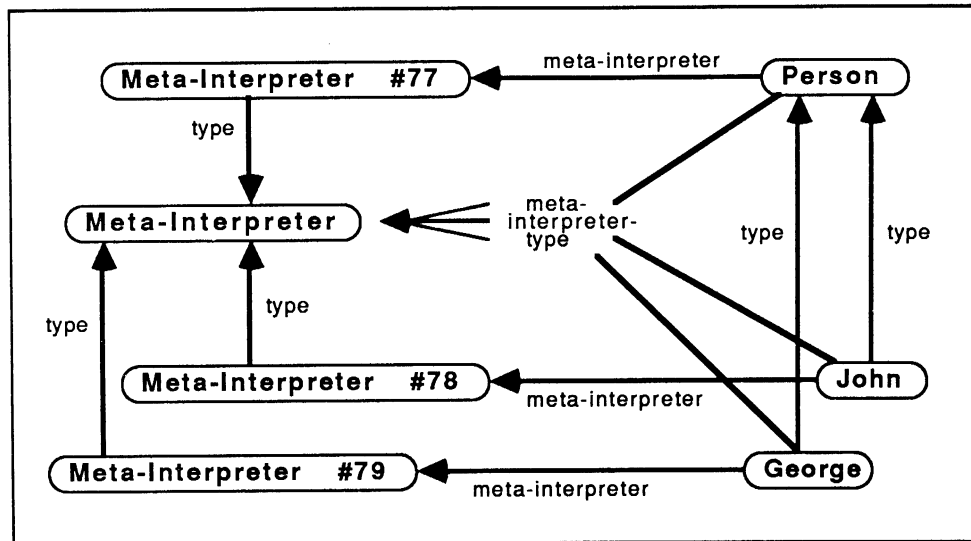 meta-interpreter
Meta-Interpreter #77
Person
type
meta-
interpreter-
type
Meta-Interpreter
type
type
type
type
Meta-Interpreter #78
John
meta-interpreter
Meta-Interpreter #79
George
meta-interpreter